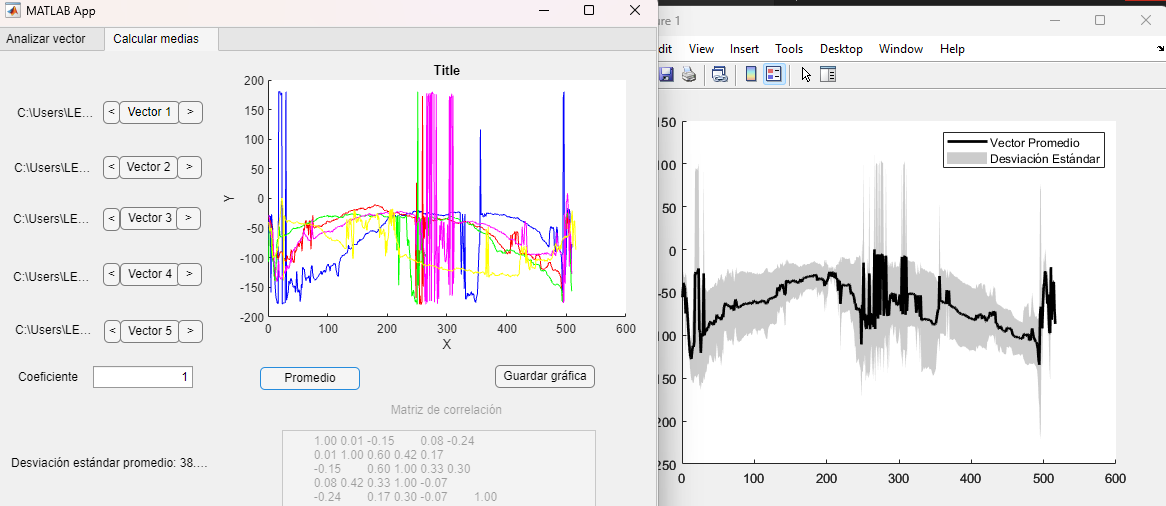 MATLAB App
Analizar vector Calcular medias
Title
C:\Users\LE... < Vector 1 >
C:\Users\LE... < Vector 2 >
C:\Users\LE... < Vector 3 >
C:\Users\LE... < Vector 4 >
C:\Users\LE... < Vector 5 >
Coeficiente 1
Desviación estándar promedio: 38....
200
150
100
50
0
-50
-100
-150
-200
Y
0 100 200 300 400 500 600
X
Promedio
Guardar gráfica
Matriz de correlación
1.00 0.01 -0.15 0.08 -0.24
0.01 1.00 0.60 0.42 0.17
-0.15 0.60 1.00 0.33 0.30
0.08 0.42 0.33 1.00 -0.07
-0.24 0.17 0.30 -0.07 1.00
ure 1
dit View Insert Tools Desktop Window Help
150
100
50
0
-50
100
150
200
250
0 100 200 300 400 500 600
Vector Promedio
Desviación Estándar